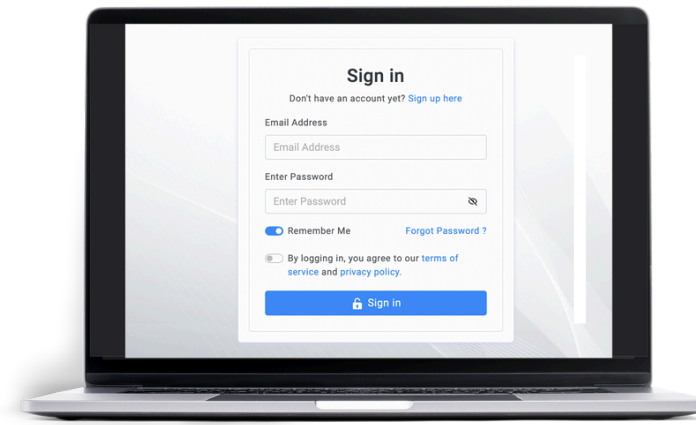 Sign in
Don't have an account yet? Sign up here
Email Address
Email Address
Enter Password
Enter Password
Remember Me Forgot Password ?
By logging in, you agree to our terms of
service and privacy policy.
Sign in